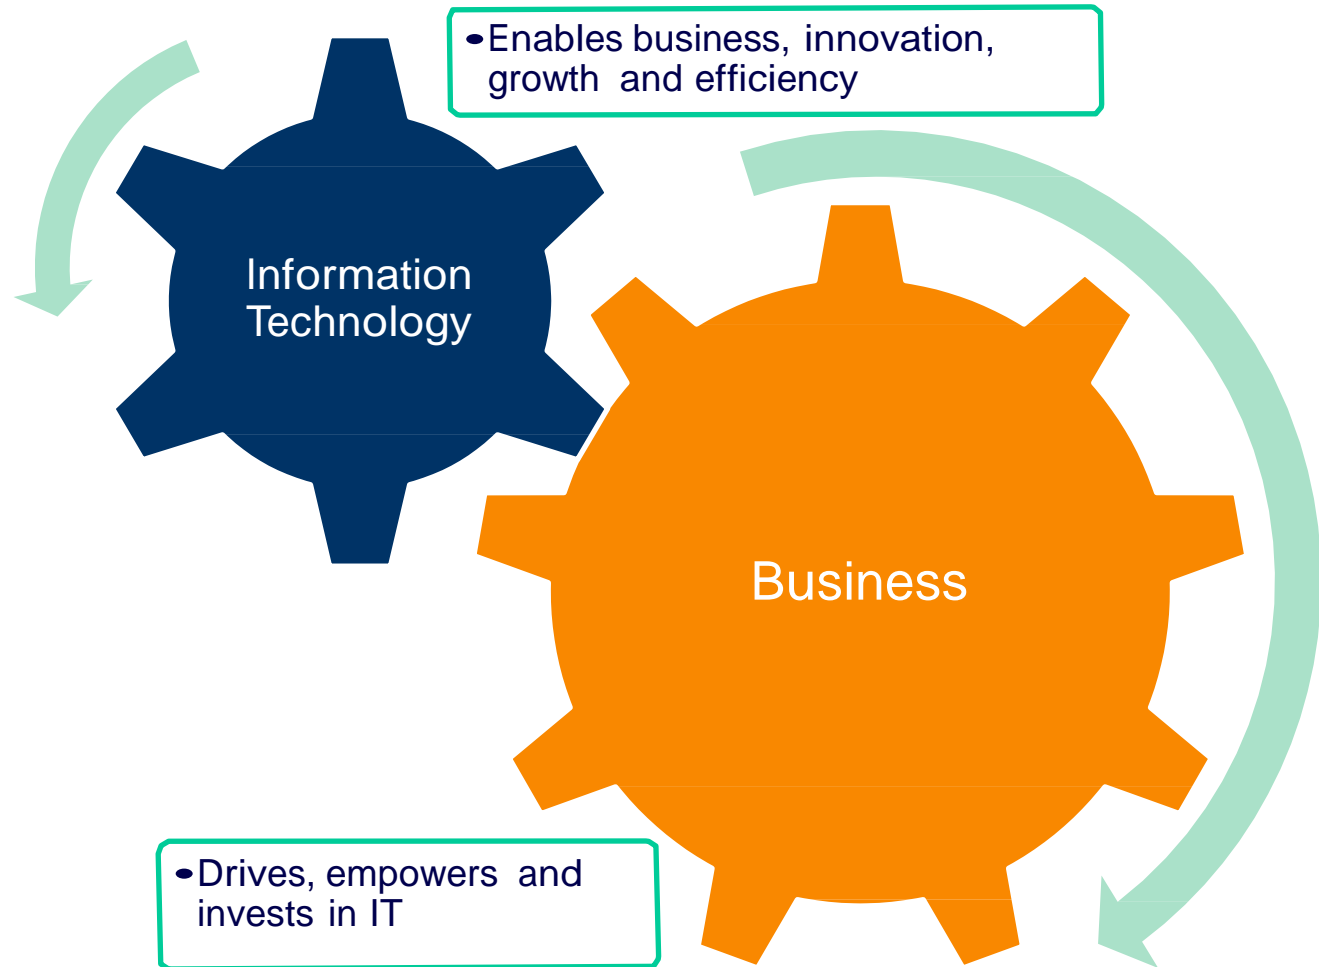 •Enables business, innovation,
growth and efficiency
Information
Technology
Business
•Drives, empowers and
invests in IT